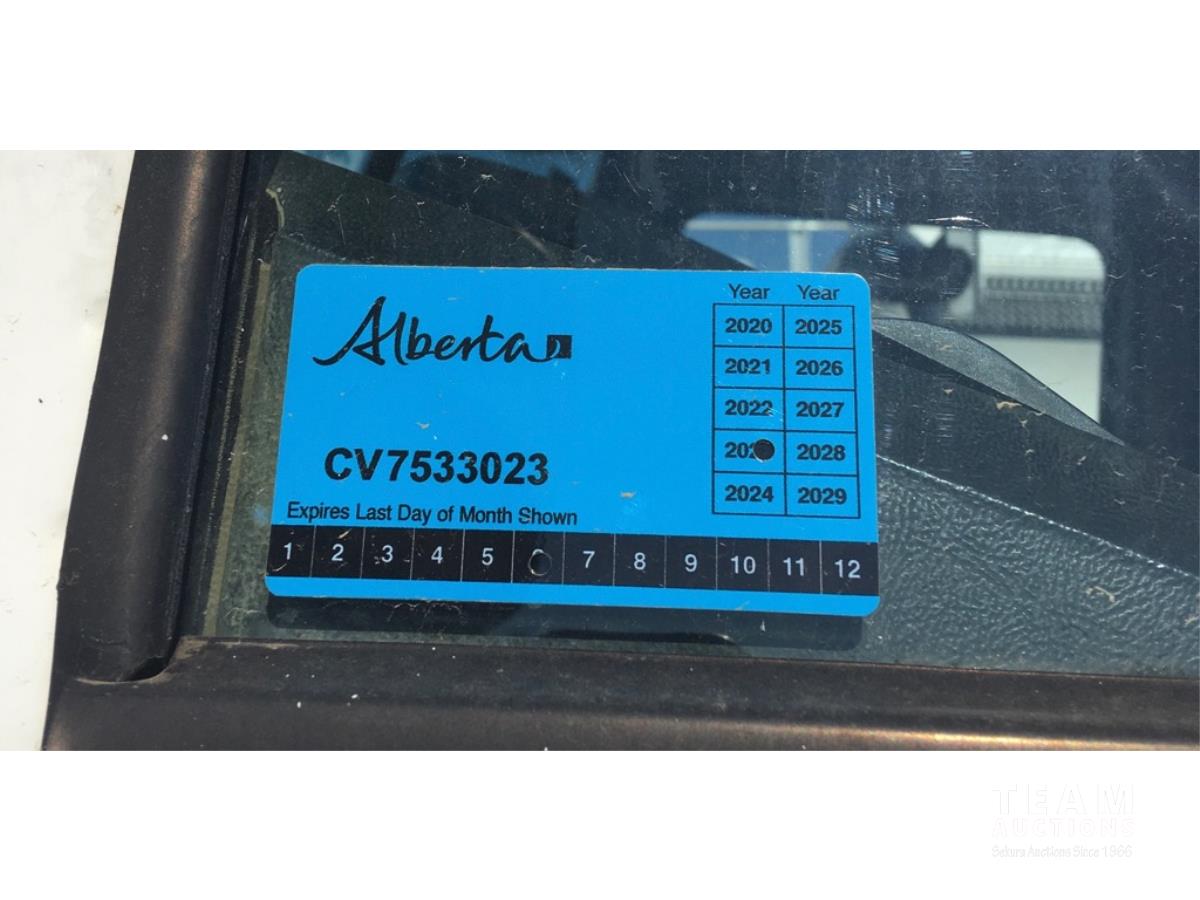 Alberta
Year Year
2020 2025
2021 2026
2022 2027
2028
2024 2029
CV7533023
Expires Last Day of Month Shown
1 2 3 4 5 7 8 9 10 11 12
TEAM
AUCTIONS
Sekura Auctions Since 1966